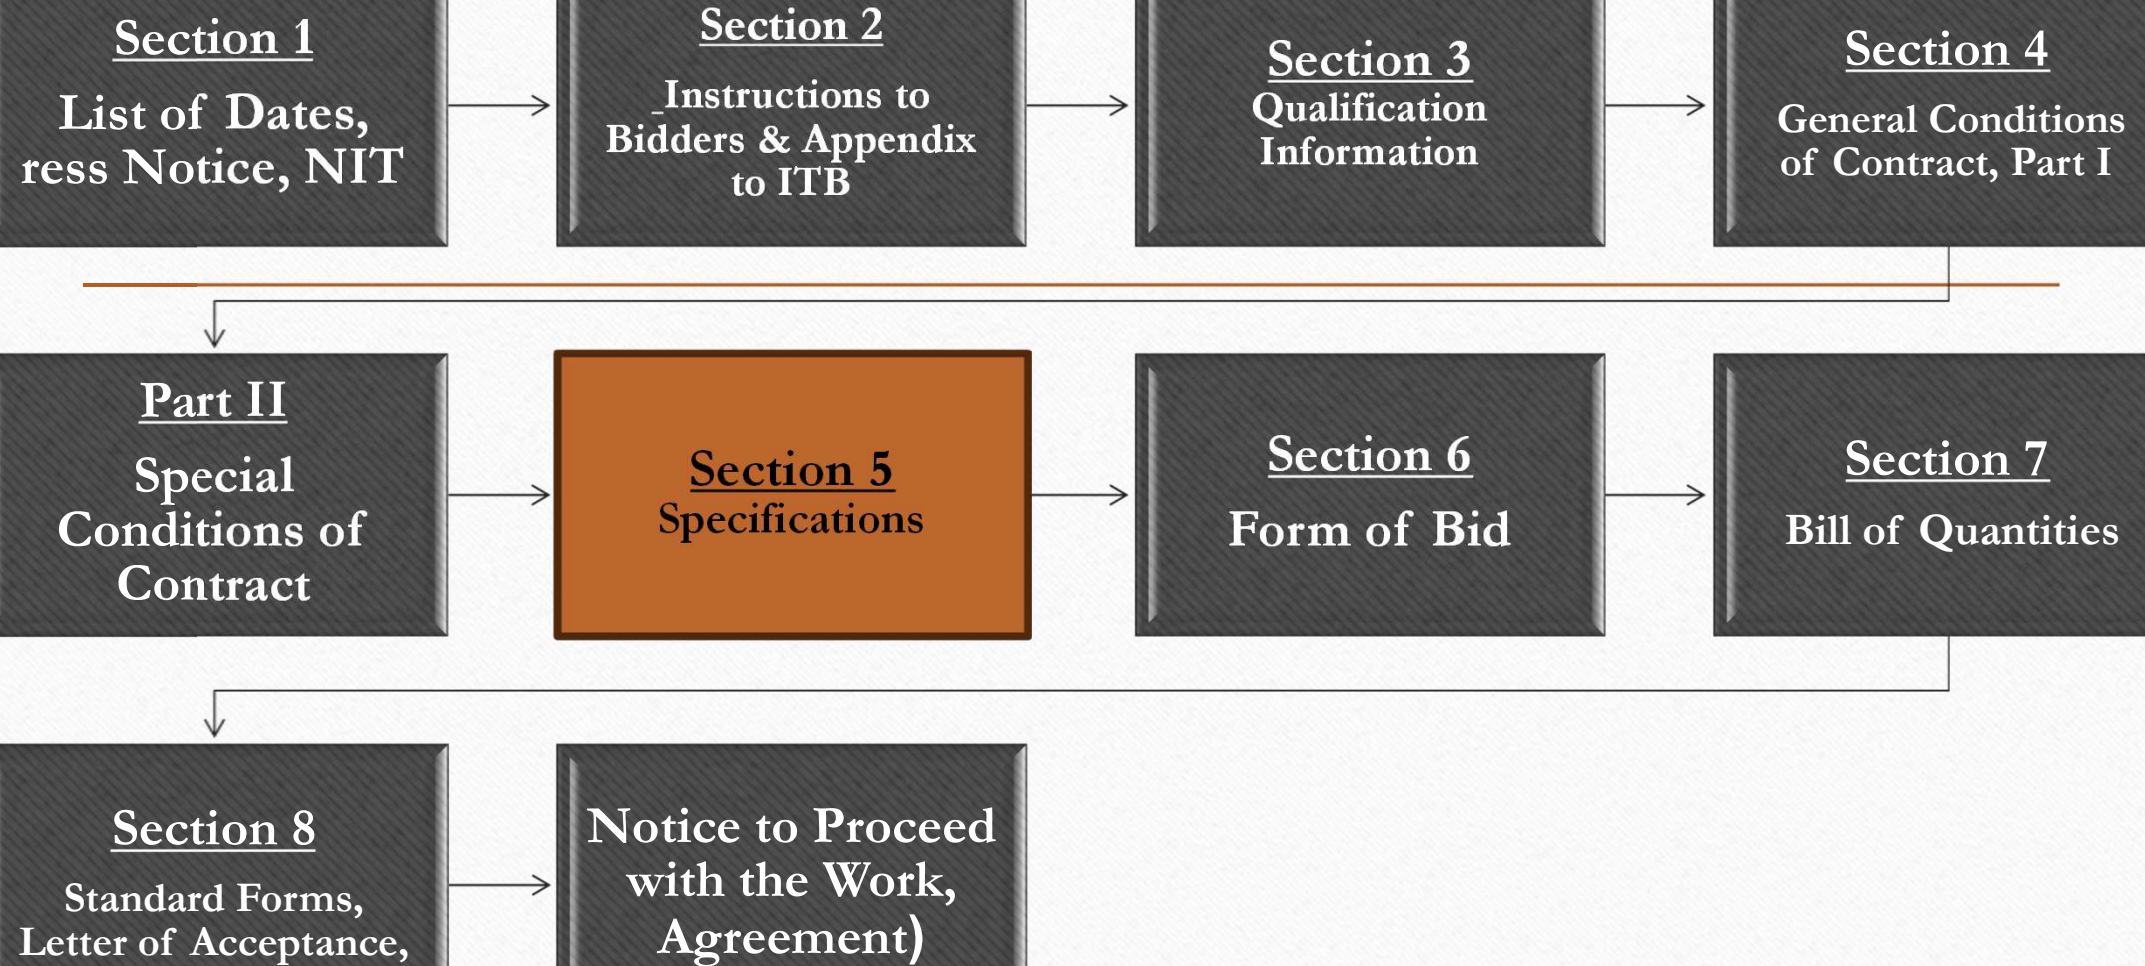 Section 1
List of Dates,
ress Notice, NIT
Section 2
_Instructions to
Bidders & Appendix
to ITB
Section 3
Qualification
Information
Section 4
General Conditions
of Contract, Part I
Part II
Special
Conditions of
Contract
Section 5
Specifications
Section 6
Form of Bid
Section 7
Bill of Quantities
Section 8
Standard Forms,
Letter of Acceptance,
Notice to Proceed
with the Work,
Agreement)